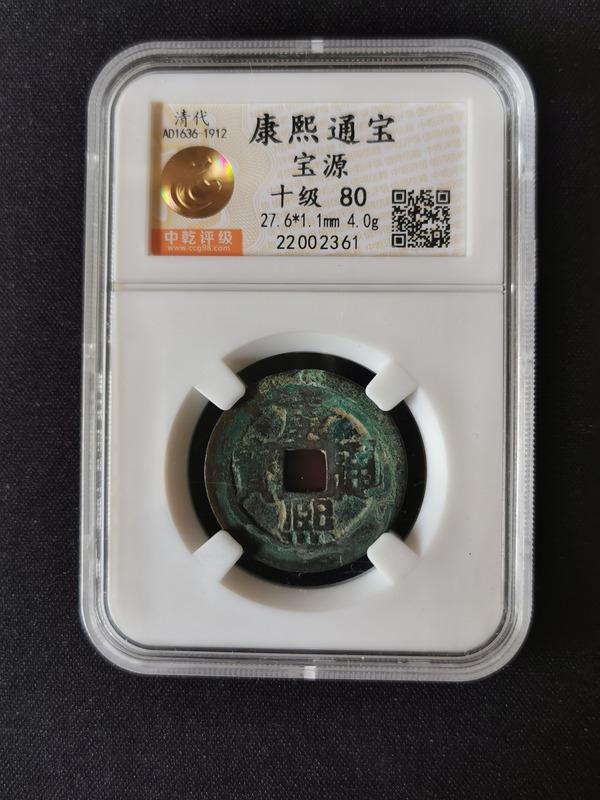 清代
AD1636-1912
康熙通宝
宝源
十级 80
27.6*1.1mm 4.0g
22002361
中乾评级
www.ccg98.com
康熙通